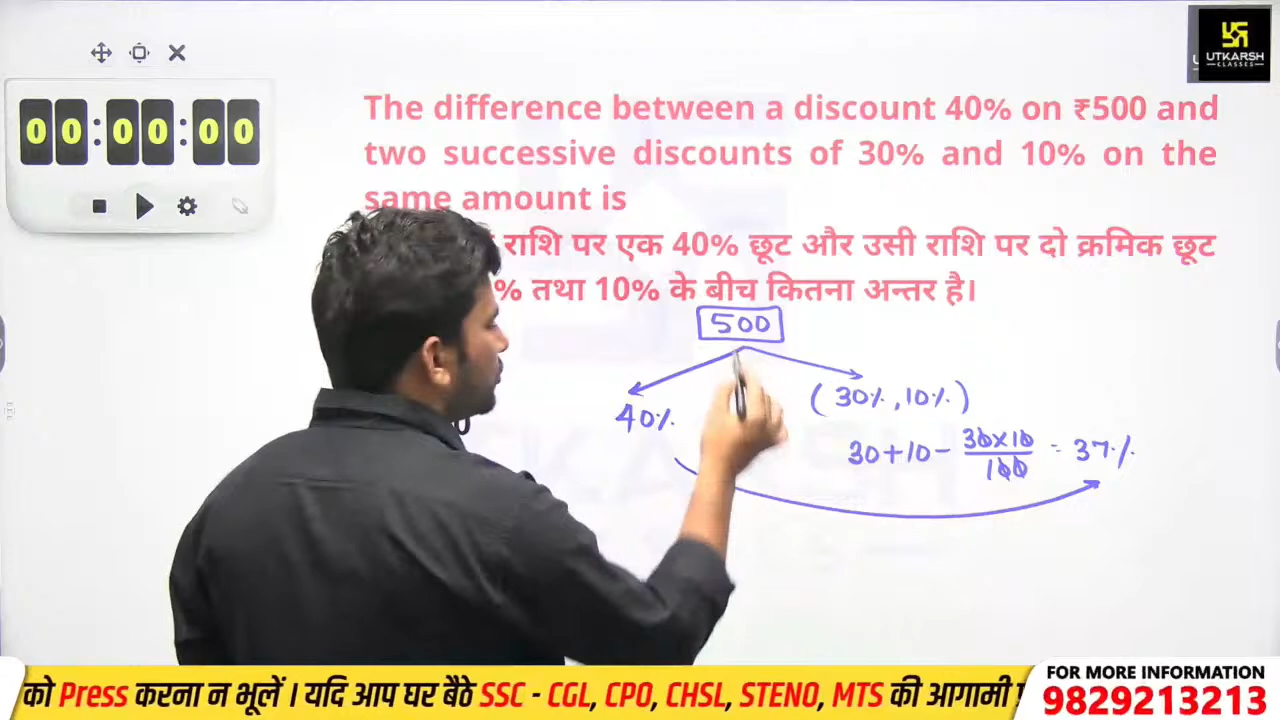 UTKARSH
CLASSES
00:00:00
The difference between a discount 40% on ₹500 and
two successive discounts of 30% and 10% on the
same amount is
राशि पर एक 40% छूट और उसी राशि पर दो क्रमिक छूट
% तथा 10% के बीच कितना अन्तर है।
500
40%
(30%, 10%)
30+10- 30×10/100 = 37%
को Press करना न भूलें। यदि आप घर बैठे SSC - CGL, CPO, CHSL, STENO, MTS की आगामी
FOR MORE INFORMATION
9829213213